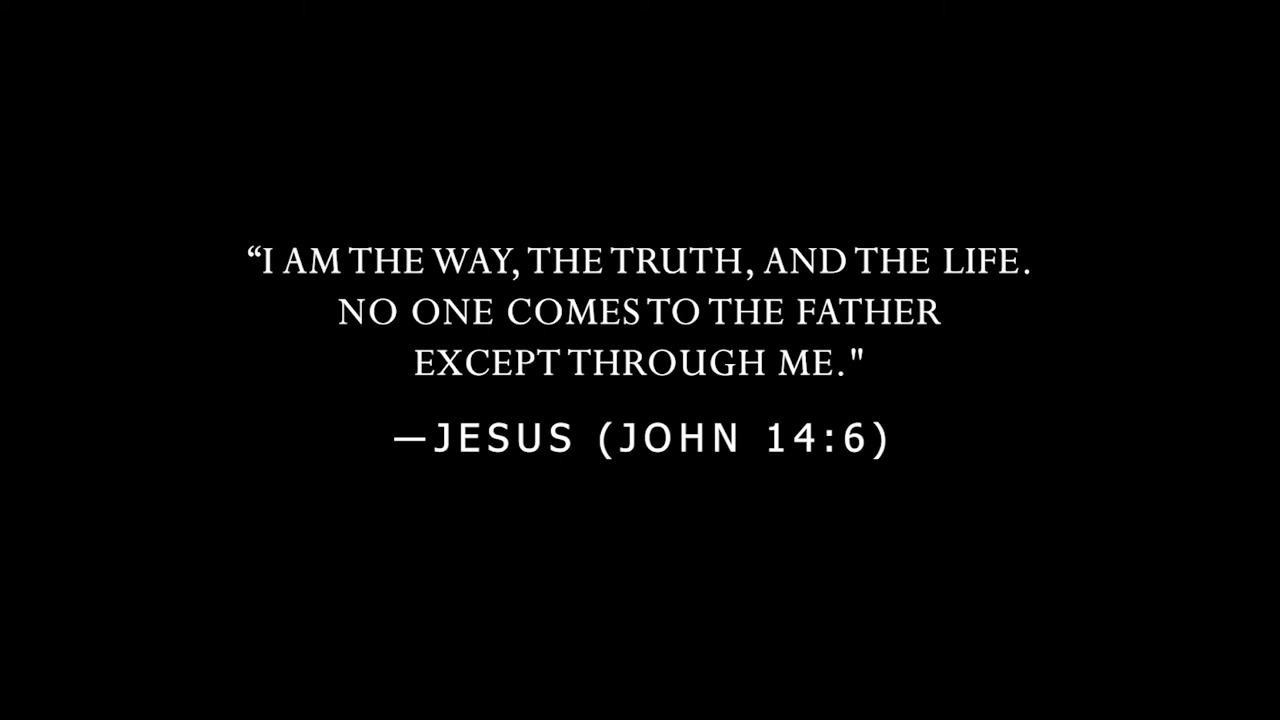 “I AM THE WAY, THE TRUTH, AND THE LIFE.
NO ONE COMES TO THE FATHER
EXCEPT THROUGH ME."
—JESUS (JOHN 14:6)